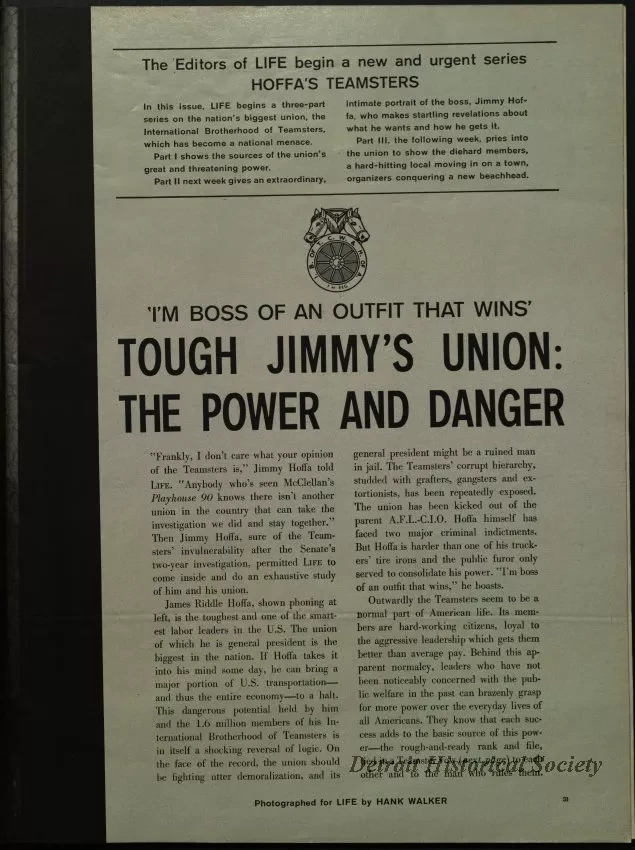 The Editors of LIFE begin a new and urgent series
HOFFA'S TEAMSTERS
In this issue, LIFE begins a three-part
series on the nation's biggest union, the
International Brotherhood of Teamsters,
which has become a national menace.
Part I shows the sources of the union's
great and threatening power.
Part II next week gives an extraordinary,
intimate portrait of the boss, Jimmy Hof-
fa, who makes startling revelations about
what he wants and how he gets it.
Part III, the following week, pries into
the union to show the diehard members,
a hard-hitting local moving in on a town,
organizers conquering a new beachhead.
'I'M BOSS OF AN OUTFIT THAT WINS'
TOUGH JIMMY'S UNION:
THE POWER AND DANGER
"Frankly, I don't care what your opinion
of the Teamsters is," Jimmy Hoffa told
LIFE. "Anybody who's seen McClellan's
Playhouse 90 knows there isn't another
union in the country that can take the
investigation we did and stay together."
Then Jimmy Hoffa, sure of the Team-
sters' invulnerability after the Senate's
two-year investigation, permitted LIFE to
come inside and do an exhaustive study
of him and his union.
James Riddle Hoffa, shown phoning at
left, is the toughest and one of the smart-
est labor leaders in the U.S. The union
of which he is general president is the
biggest in the nation. If Hoffa takes it
into his mind some day, he can bring a
major portion of U.S. transportation—
and thus the entire economy—to a halt.
This dangerous potential held by him
and the 1.6 million members of his In-
ternational Brotherhood of Teamsters is
in itself a shocking reversal of logic. On
the face of the record, the union should
be fighting utter demoralization, and its
general president might be a ruined man
in jail. The Teamsters' corrupt hierarchy,
studded with grafters, gangsters and ex-
tortionists, has been repeatedly exposed.
The union has been kicked out of the
parent A.F.L.-C.I.O. Hoffa himself has
faced two major criminal indictments.
But Hoffa is harder than one of his truck-
ers' tire irons and the public furor only
served to consolidate his power. "I'm boss
of an outfit that wins," he boasts.
Outwardly the Teamsters seem to be a
normal part of American life. Its mem-
bers are hard-working citizens, loyal to
the aggressive leadership which gets them
better than average pay. Behind this ap-
parent normalcy, leaders who have not
been noticeably concerned with the pub-
lic welfare in the past can brazenly grasp
for more power over the everyday lives of
all Americans. They know that each suc-
cess adds to the basic source of this pow-
er—the rough-and-ready rank and file,
(next page) to each
other and to the man who rules them.
Detroit Historical Society
Photographed for LIFE by HANK WALKER
31